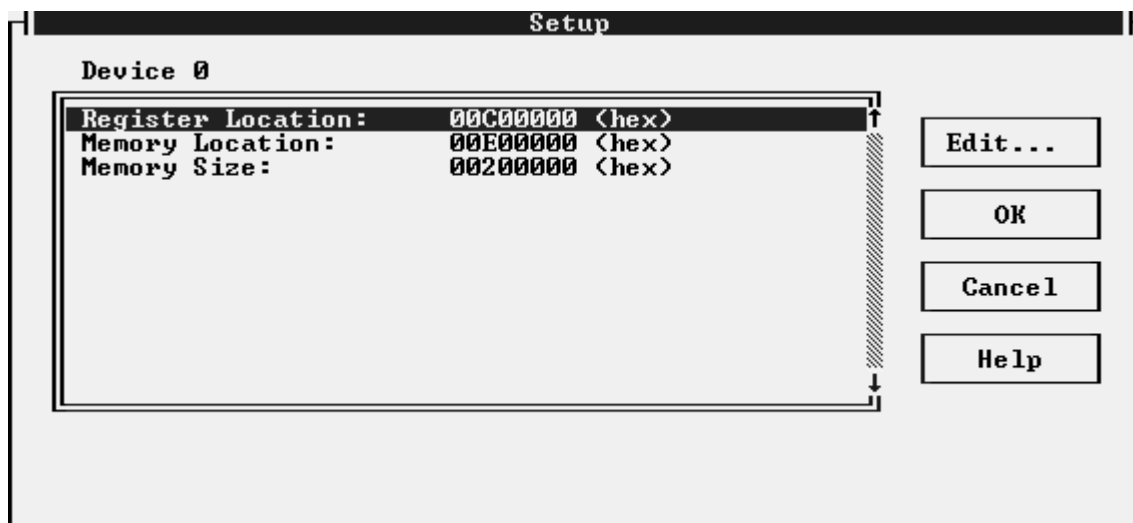 Setup
Device 0
Register Location: 00C00000 (hex)
Memory Location: 00E00000 (hex)
Memory Size: 00200000 (hex)
Edit...
OK
Cancel
Help